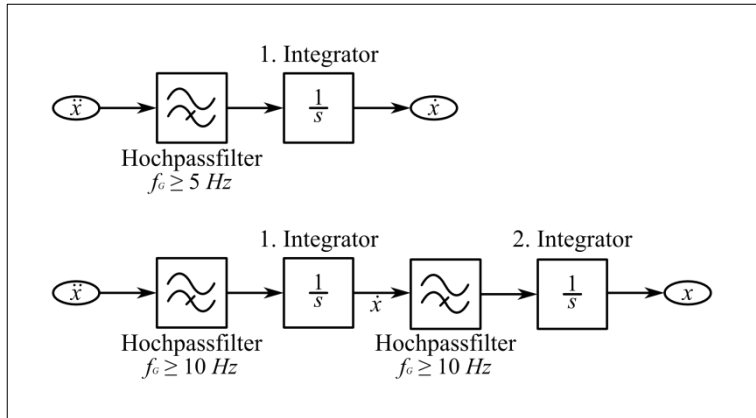 1. Integrator
ẍ
1
s
ẋ
Hochpassfilter
f_G ≥ 5 Hz
1. Integrator
2. Integrator
ẍ
1
s
ẋ
1
s
x
Hochpassfilter
Hochpassfilter
f_G ≥ 10 Hz
f_G ≥ 10 Hz